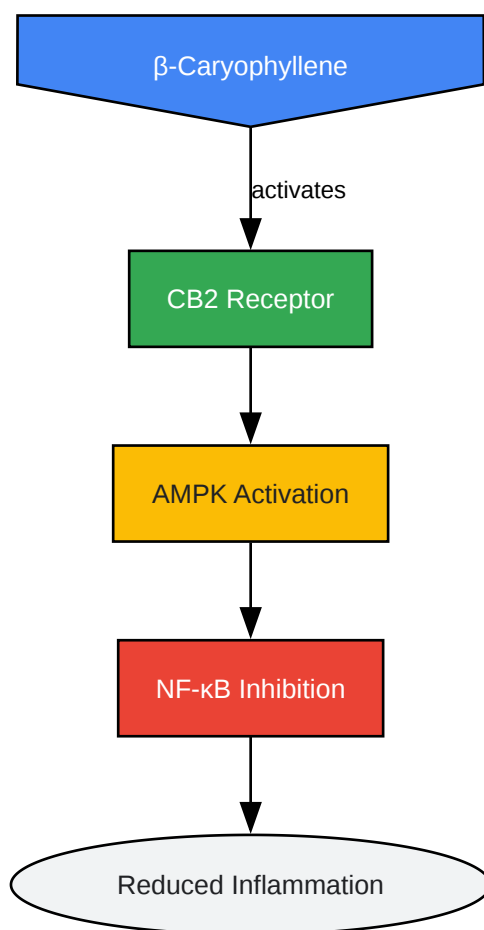 β-Caryophyllene
activates
CB2 Receptor
AMPK Activation
NF-κB Inhibition
Reduced Inflammation